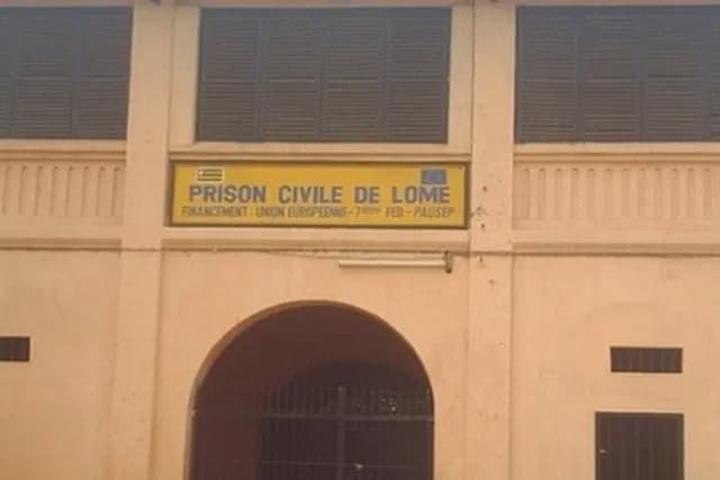 PRISON CIVILE DE LOME
FINANCEMENT : UNION EUROPEENNE - 7ème FED - PAUSEP